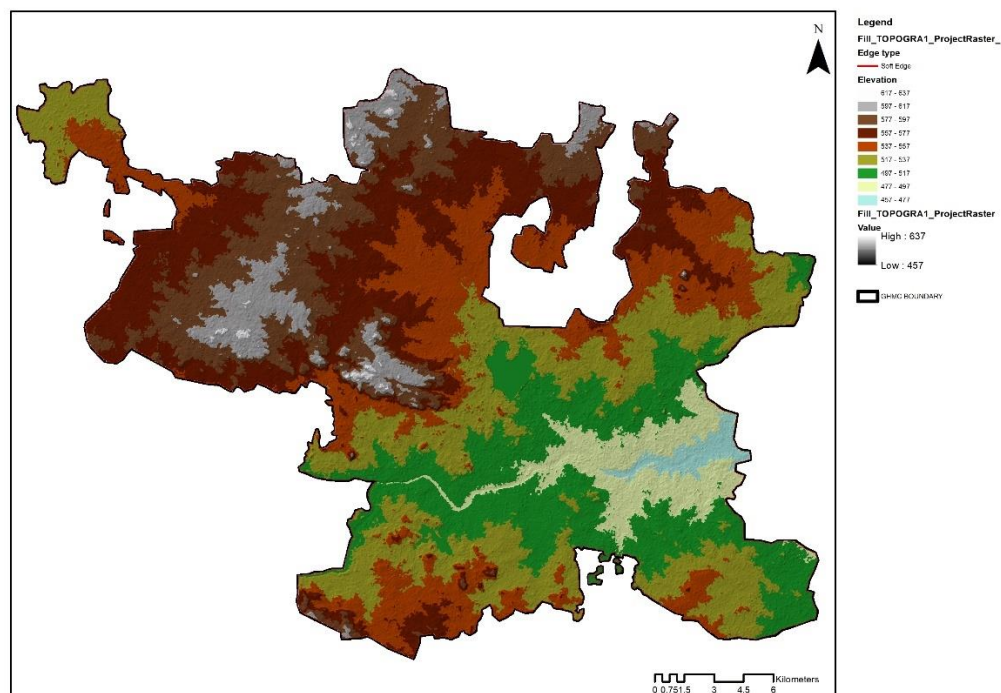 N
Legend
Fill_TOPOGRA1_ProjectRaster_
Edge type
Soft Edge
Elevation
617 - 637
597 - 617
577 - 597
557 - 577
537 - 557
517 - 537
497 - 517
477 - 497
457 - 477
Fill_TOPOGRA1_ProjectRaster
Value
High : 637
Low : 457
GHMC BOUNDARY
Kilometers
0 0.751.5 3 4.5 6